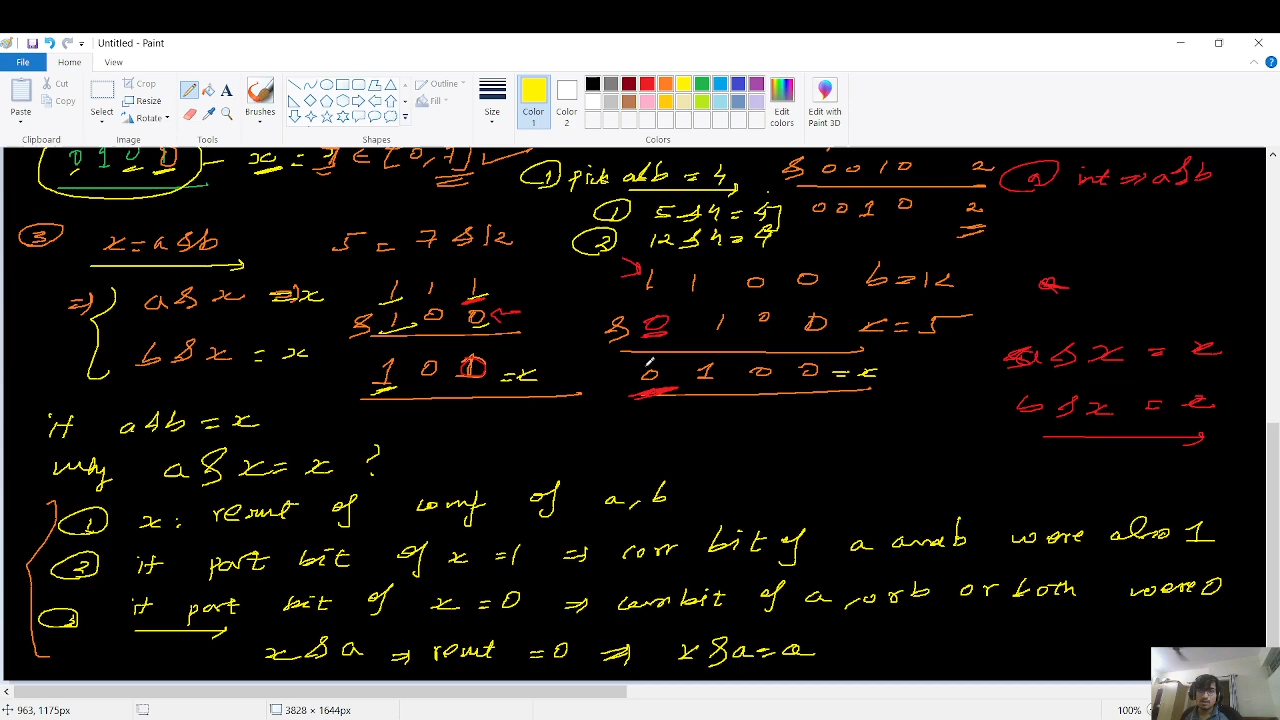 Untitled - Paint
File Home View
Paste Cut Copy Clipboard
Select Crop Resize Rotate Image
Tools
Brushes
Outline Fill Shapes
Size
Color 1 Color 2 Colors
Edit colors
Edit with Paint 3D
0 1 0 0 - x =
∈ [0, 7]
① pick a&b = 4
& 0 0 1 0 2
② int => a&b
① 5 & 4 = 4
0 0 1 0 2
② 12 & 4 = 4
③ x = a&b
5 = 7 & 12
=> a & x => x
1 1 1
1 1 0 0 b = 12
& 1 0 0
& 0 1 0 0 x = 5
b & x = x
a & x = x
1 0 0 = x
0 1 0 0 = x
b & x = x
if a&b = x
why a & x = x ?
① x : result of of a, b
② if part bit of x = 1 => corr bit of a and b were also 1
③ if part bit of x = 0 => corr bit of a, or b or both were 0
x & a => result = 0 => x & a = a
963, 1175px
3828 × 1644px
100%